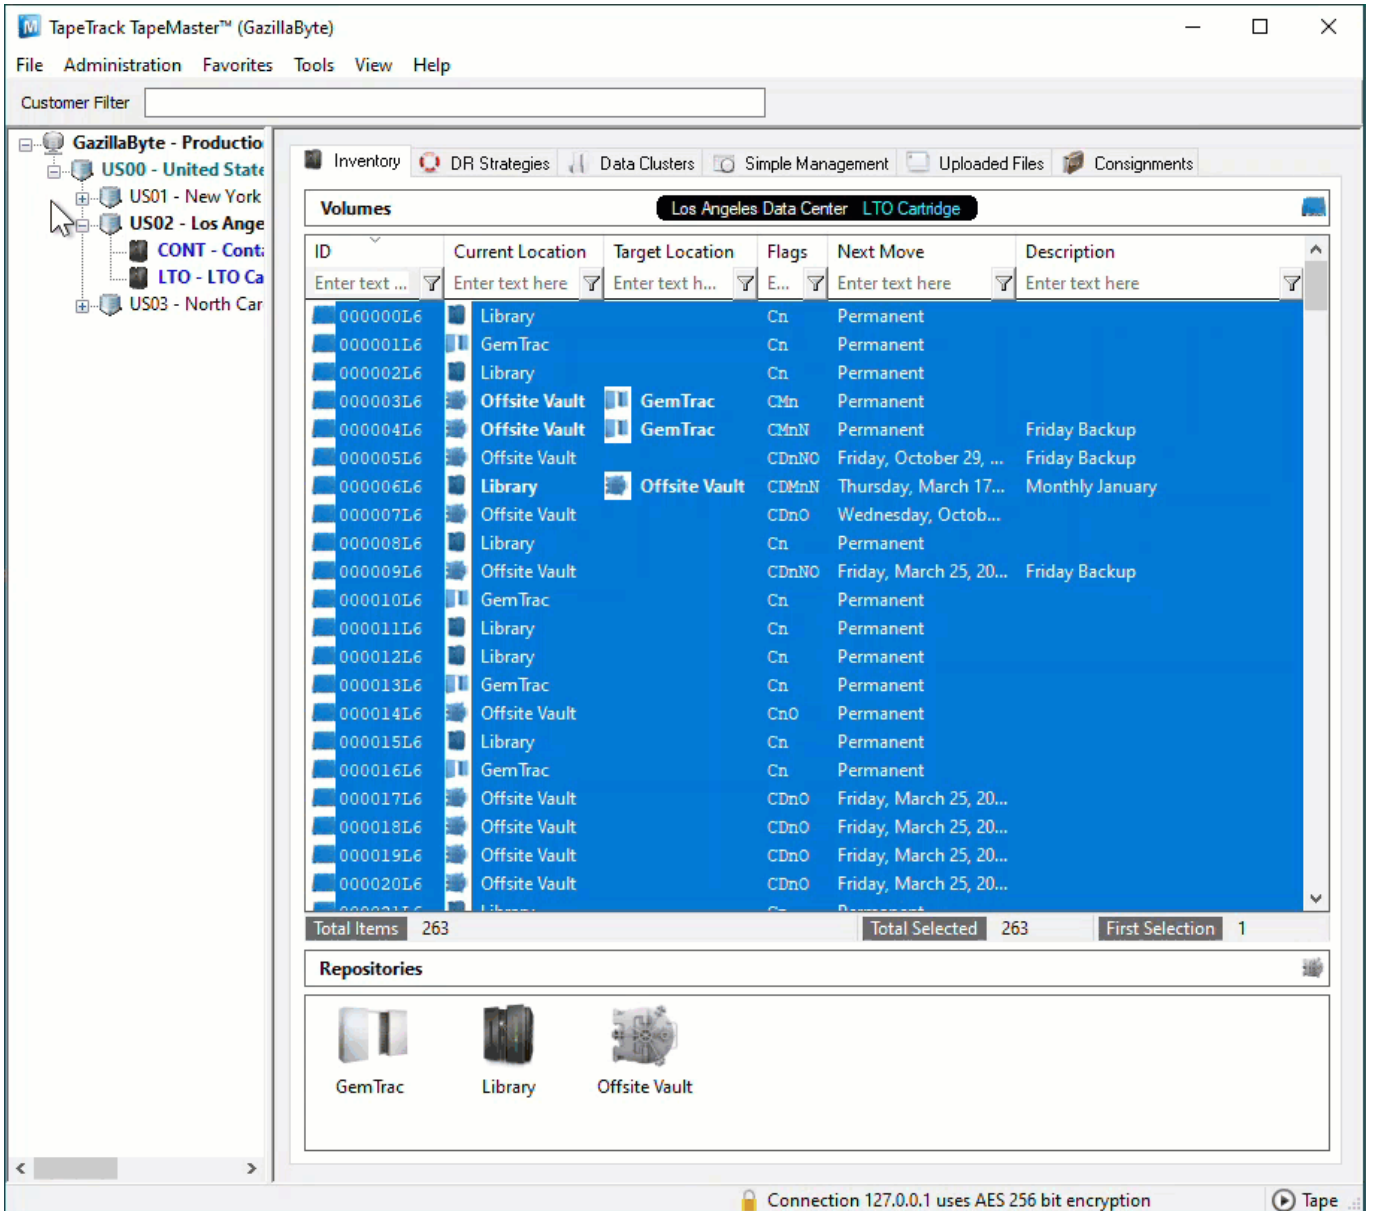 TapeTrack TapeMaster™ (GazillaByte)
File Administration Favorites Tools View Help
Customer Filter
GazillaByte - Productio
US00 - United State
US01 - New York
US02 - Los Ange
CONT - Conta
LTO - LTO Ca
US03 - North Car
Inventory DR Strategies Data Clusters Simple Management Uploaded Files Consignments
Volumes Los Angeles Data Center LTO Cartridge
ID Current Location Target Location Flags Next Move Description
Enter text ... Enter text here Enter text h... E... Enter text here Enter text here
000000L6 Library Cn Permanent
000001L6 GemTrac Cn Permanent
000002L6 Library Cn Permanent
000003L6 Offsite Vault GemTrac CMn Permanent
000004L6 Offsite Vault GemTrac CMnN Permanent Friday Backup
000005L6 Offsite Vault CDnNO Friday, October 29, ... Friday Backup
000006L6 Library Offsite Vault CDMnN Thursday, March 17... Monthly January
000007L6 Offsite Vault CDnO Wednesday, Octob...
000008L6 Library Cn Permanent
000009L6 Offsite Vault CDnNO Friday, March 25, 20... Friday Backup
000010L6 GemTrac Cn Permanent
000011L6 Library Cn Permanent
000012L6 Library Cn Permanent
000013L6 GemTrac Cn Permanent
000014L6 Offsite Vault CnO Permanent
000015L6 Library Cn Permanent
000016L6 GemTrac Cn Permanent
000017L6 Offsite Vault CDnO Friday, March 25, 20...
000018L6 Offsite Vault CDnO Friday, March 25, 20...
000019L6 Offsite Vault CDnO Friday, March 25, 20...
000020L6 Offsite Vault CDnO Friday, March 25, 20...
Total Items 263 Total Selected 263 First Selection 1
Repositories
GemTrac Library Offsite Vault
Connection 127.0.0.1 uses AES 256 bit encryption Tape